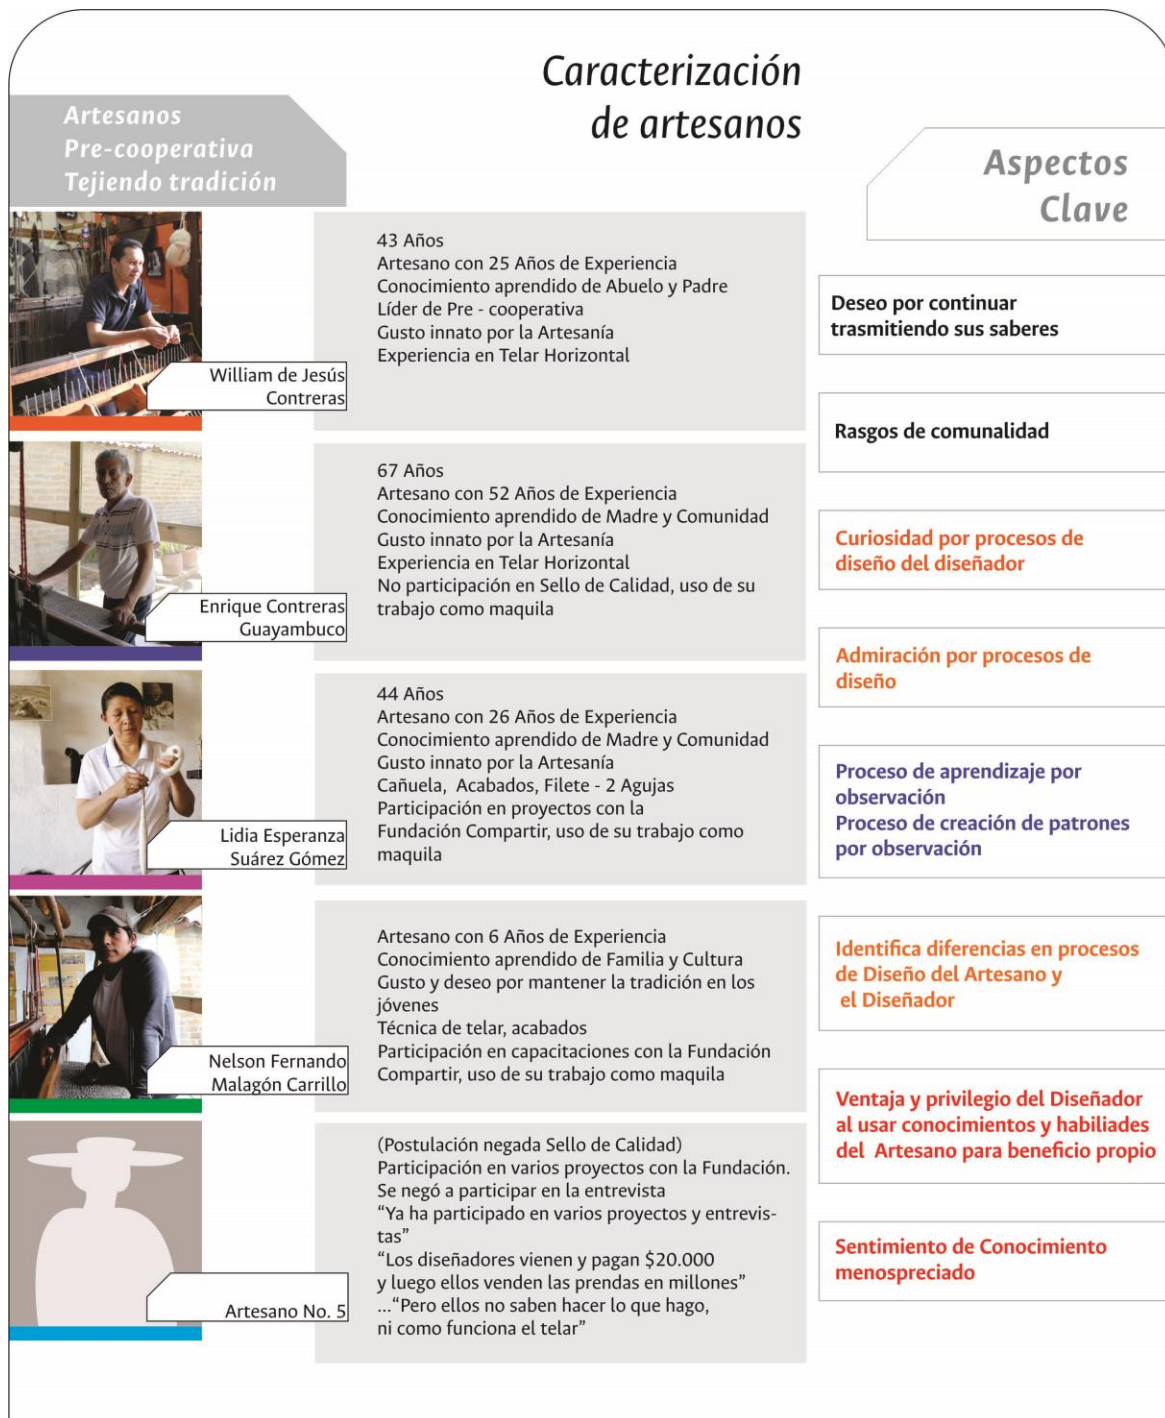 Caracterización
de artesanos
Artesanos
Pre-cooperativa
Tejiendo tradición
Aspectos
Clave
William de Jesús
Contreras
43 Años
Artesano con 25 Años de Experiencia
Conocimiento aprendido de Abuelo y Padre
Líder de Pre - cooperativa
Gusto innato por la Artesanía
Experiencia en Telar Horizontal
Enrique Contreras
Guayambuco
67 Años
Artesano con 52 Años de Experiencia
Conocimiento aprendido de Madre y Comunidad
Gusto innato por la Artesanía
Experiencia en Telar Horizontal
No participación en Sello de Calidad, uso de su
trabajo como maquila
Lidia Esperanza
Suárez Gómez
44 Años
Artesano con 26 Años de Experiencia
Conocimiento aprendido de Madre y Comunidad
Gusto innato por la Artesanía
Cañuela, Acabados, Filete - 2 Agujas
Participación en proyectos con la
Fundación Compartir, uso de su trabajo como
maquila
Nelson Fernando
Malagón Carrillo
Artesano con 6 Años de Experiencia
Conocimiento aprendido de Familia y Cultura
Gusto y deseo por mantener la tradición en los
jóvenes
Técnica de telar, acabados
Participación en capacitaciones con la Fundación
Compartir, uso de su trabajo como maquila
Artesano No. 5
(Postulación negada Sello de Calidad)
Participación en varios proyectos con la Fundación.
Se negó a participar en la entrevista
“Ya ha participado en varios proyectos y entrevis-
tas”
“Los diseñadores vienen y pagan $20.000
y luego ellos venden las prendas en millones”
...“Pero ellos no saben hacer lo que hago,
ni como funciona el telar”
Deseo por continuar
trasmitiendo sus saberes
Rasgos de comunalidad
Curiosidad por procesos de
diseño del diseñador
Admiración por procesos de
diseño
Proceso de aprendizaje por
observación
Proceso de creación de patrones
por observación
Identifica diferencias en procesos
de Diseño del Artesano y
el Diseñador
Ventaja y privilegio del Diseñador
al usar conocimientos y habiliades
del Artesano para beneficio propio
Sentimiento de Conocimiento
menospreciado